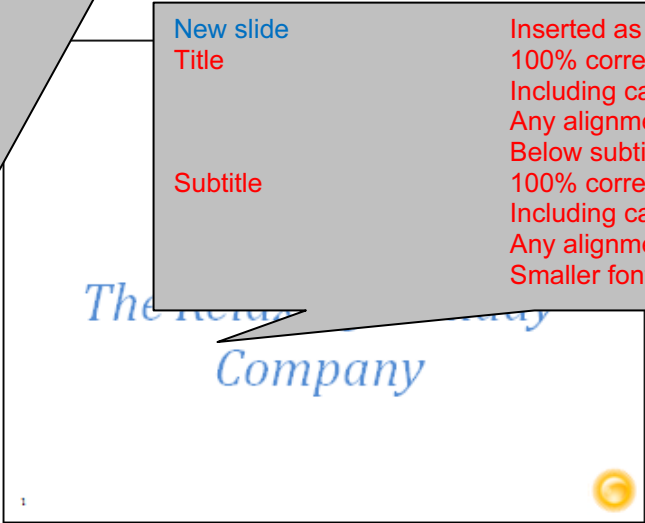 New slide Inserted as
Title 100% corre
Including ca
Any alignme
Below subti
Subtitle 100% corre
Including ca
Any alignme
Smaller fon
The
Company
1